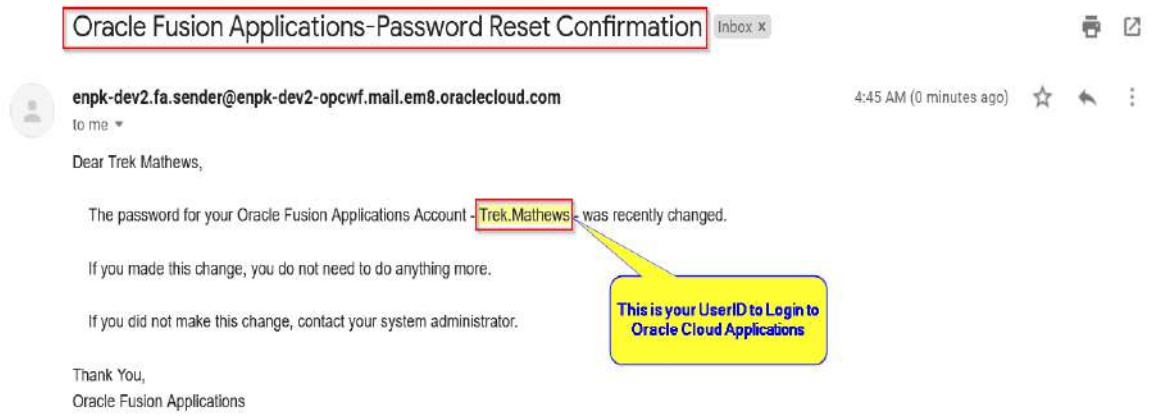 Oracle Fusion Applications-Password Reset Confirmation Inbox x
enpk-dev2.fa.sender@enpk-dev2-opcwf.mail.em8.oraclecloud.com 4:45 AM (0 minutes ago)
to me
Dear Trek Mathews,
The password for your Oracle Fusion Applications Account - Trek.Mathews - was recently changed.
If you made this change, you do not need to do anything more.
This is your UserID to Login to
Oracle Cloud Applications
If you did not make this change, contact your system administrator.
Thank You,
Oracle Fusion Applications